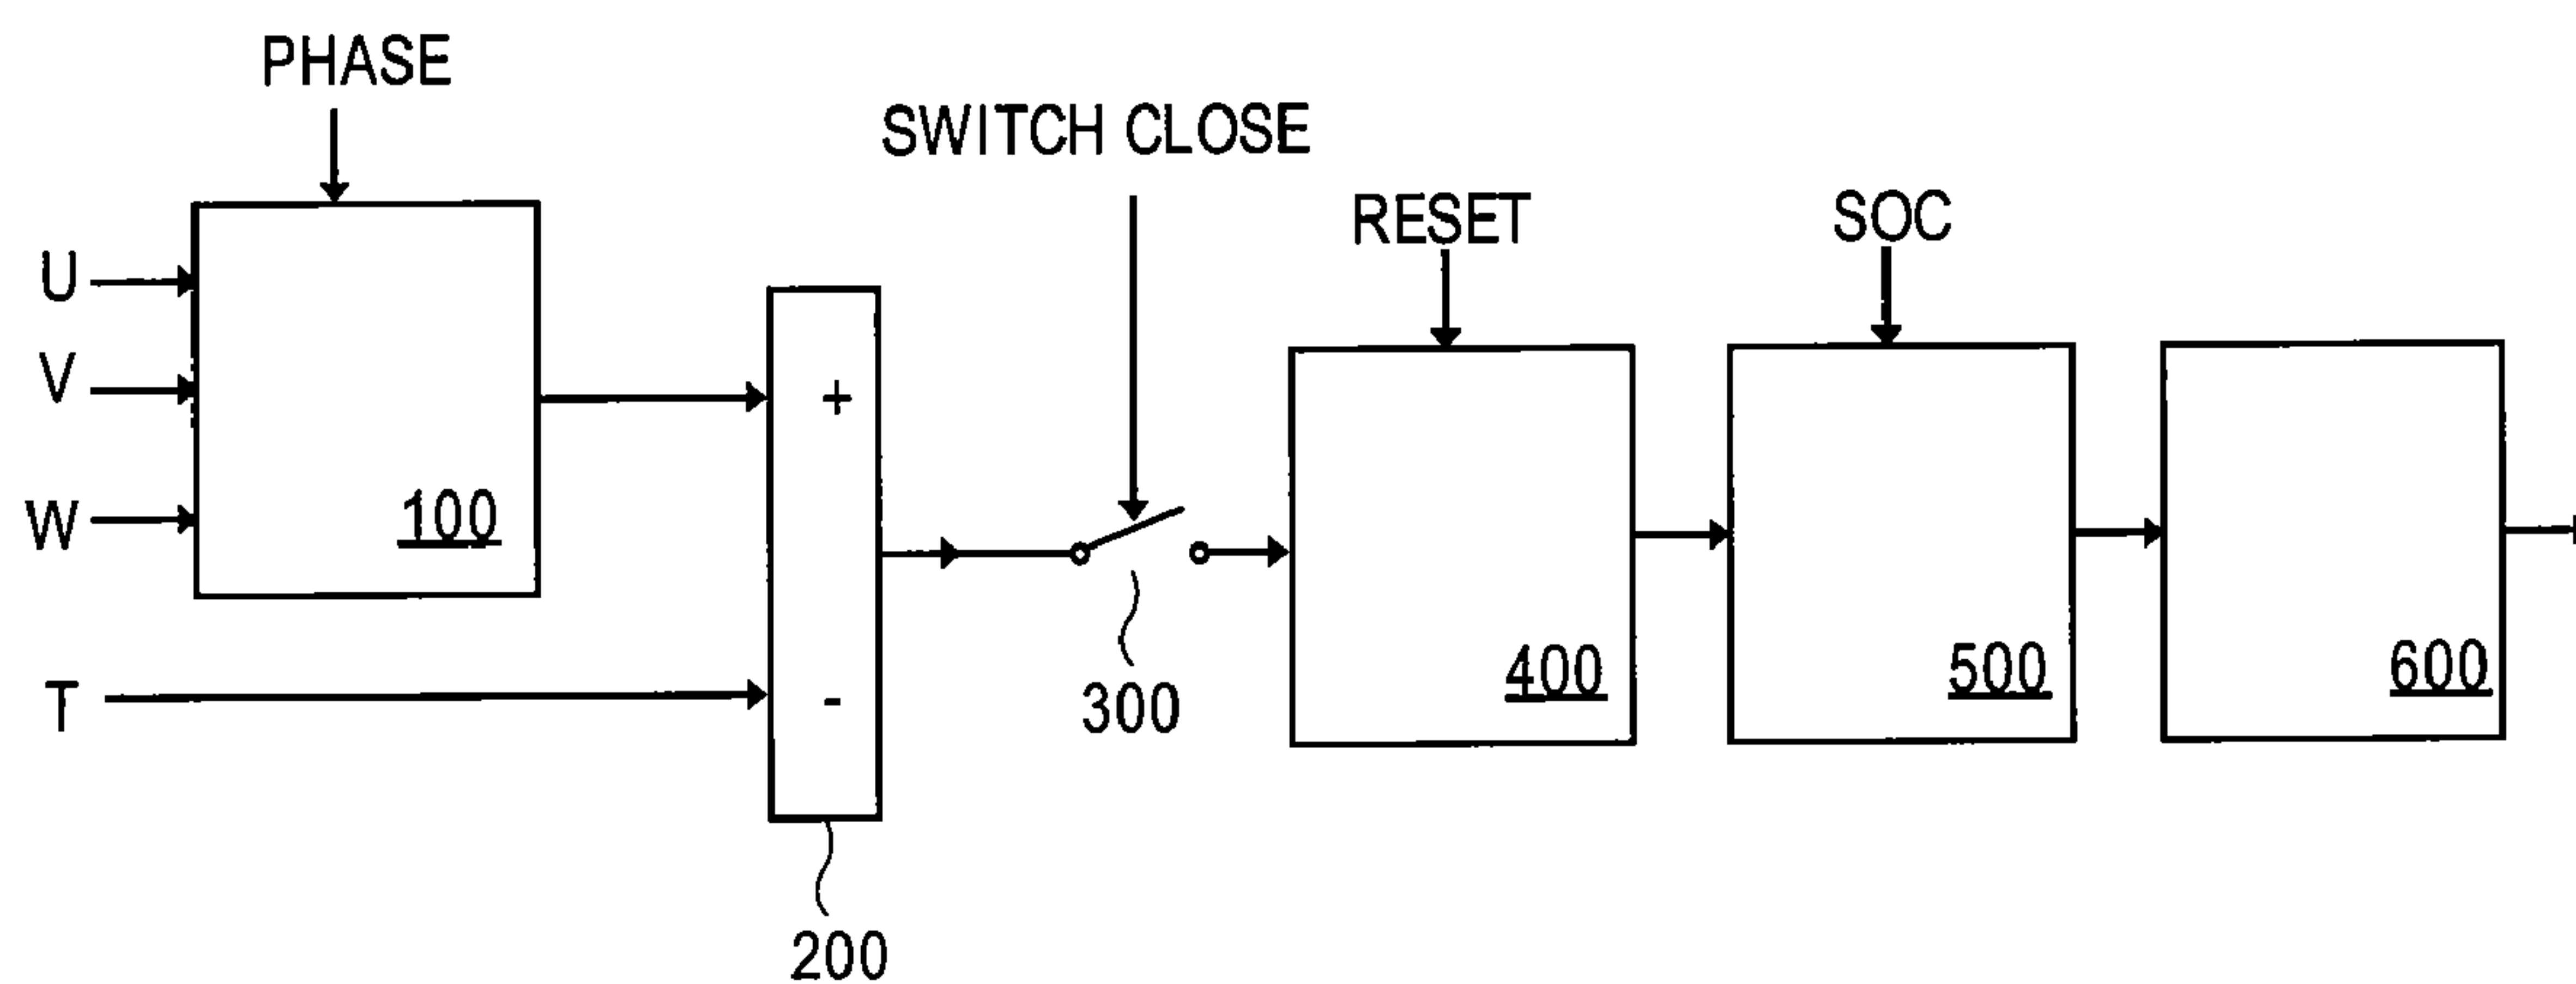 PHASE
SWITCH CLOSE
RESET
SOC
U
V
W
T
+
-
100
200
300
400
500
600